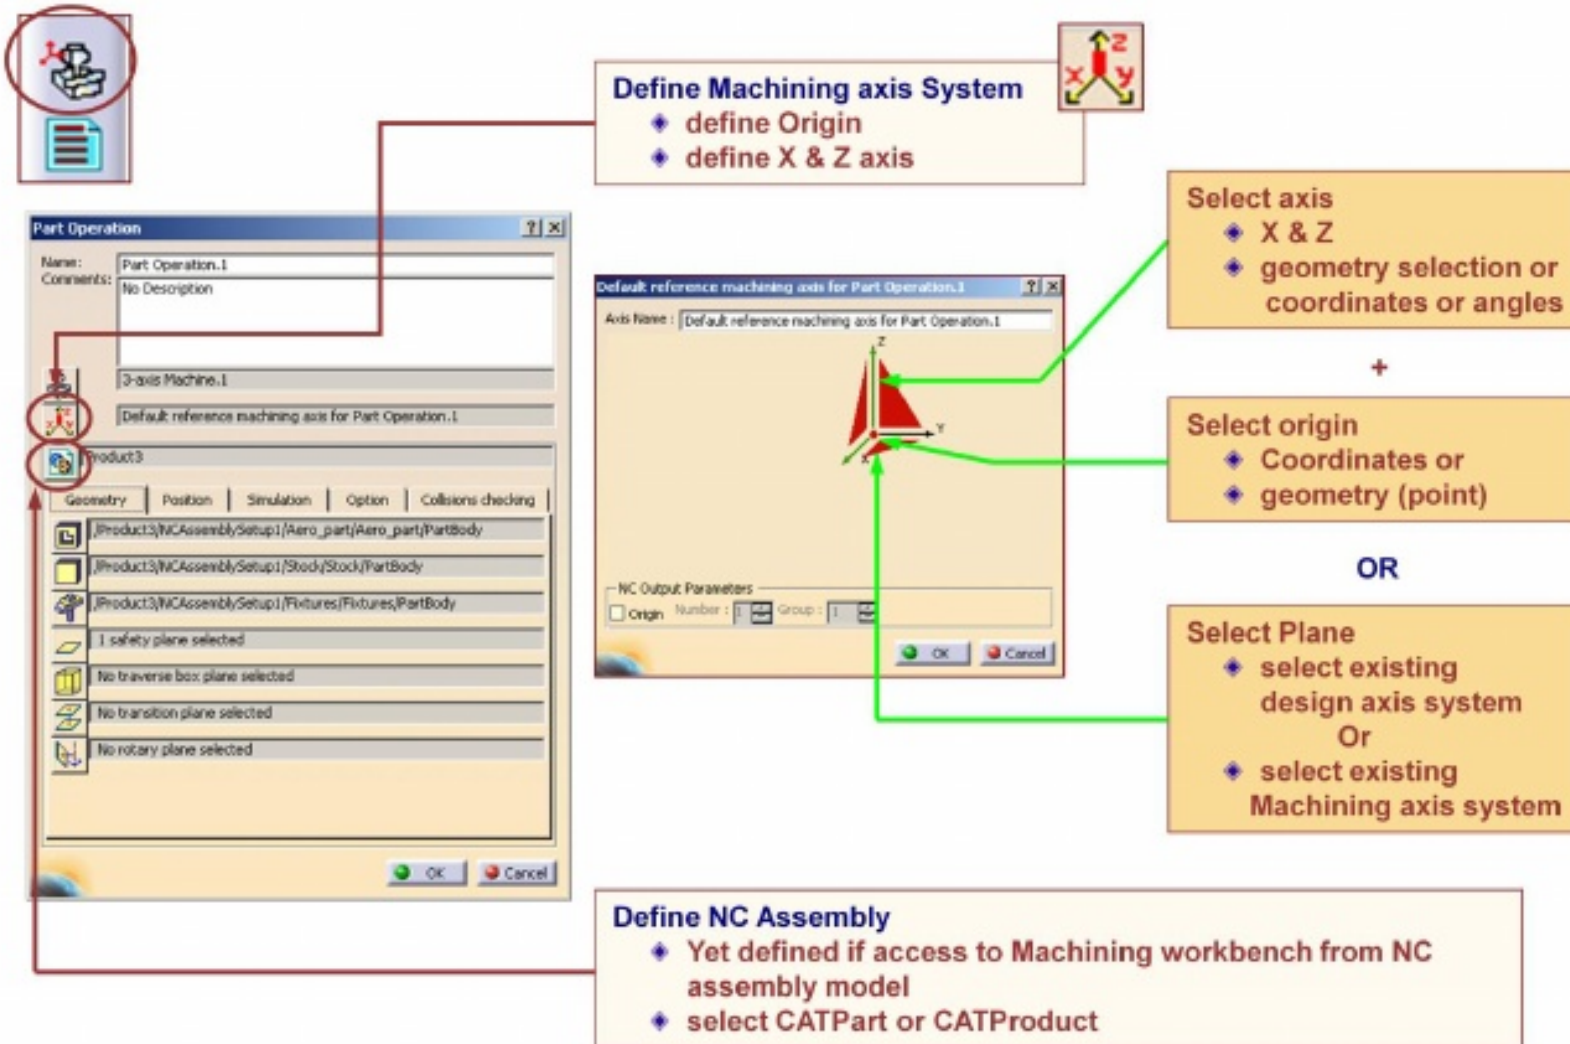 Define Machining axis System
define Origin
define X & Z axis
Z
X
y
Part Operation
Name: Part Operation.1
Comments: No Description
3-axis Machine.1
Default reference machining axis for Part Operation.1
Product3
Geometry Position Simulation Option Collisions checking
/Product3/NCAssemblySetup1/Aero_part/Aero_part/PartBody
/Product3/NCAssemblySetup1/Stock/Stock/PartBody
/Product3/NCAssemblySetup1/Fixtures/Fixtures/PartBody
1 safety plane selected
No traverse box plane selected
No transition plane selected
No rotary plane selected
OK Cancel
Default reference machining axis for Part Operation.1
Axis Name : Default reference machining axis for Part Operation.1
Z
Y
X
NC Output Parameters
Origin Number : 1 Group : 1
OK Cancel
Select axis
X & Z
geometry selection or
coordinates or angles
+
Select origin
Coordinates or
geometry (point)
OR
Select Plane
select existing
design axis system
Or
select existing
Machining axis system
Define NC Assembly
Yet defined if access to Machining workbench from NC
assembly model
select CATPart or CATProduct